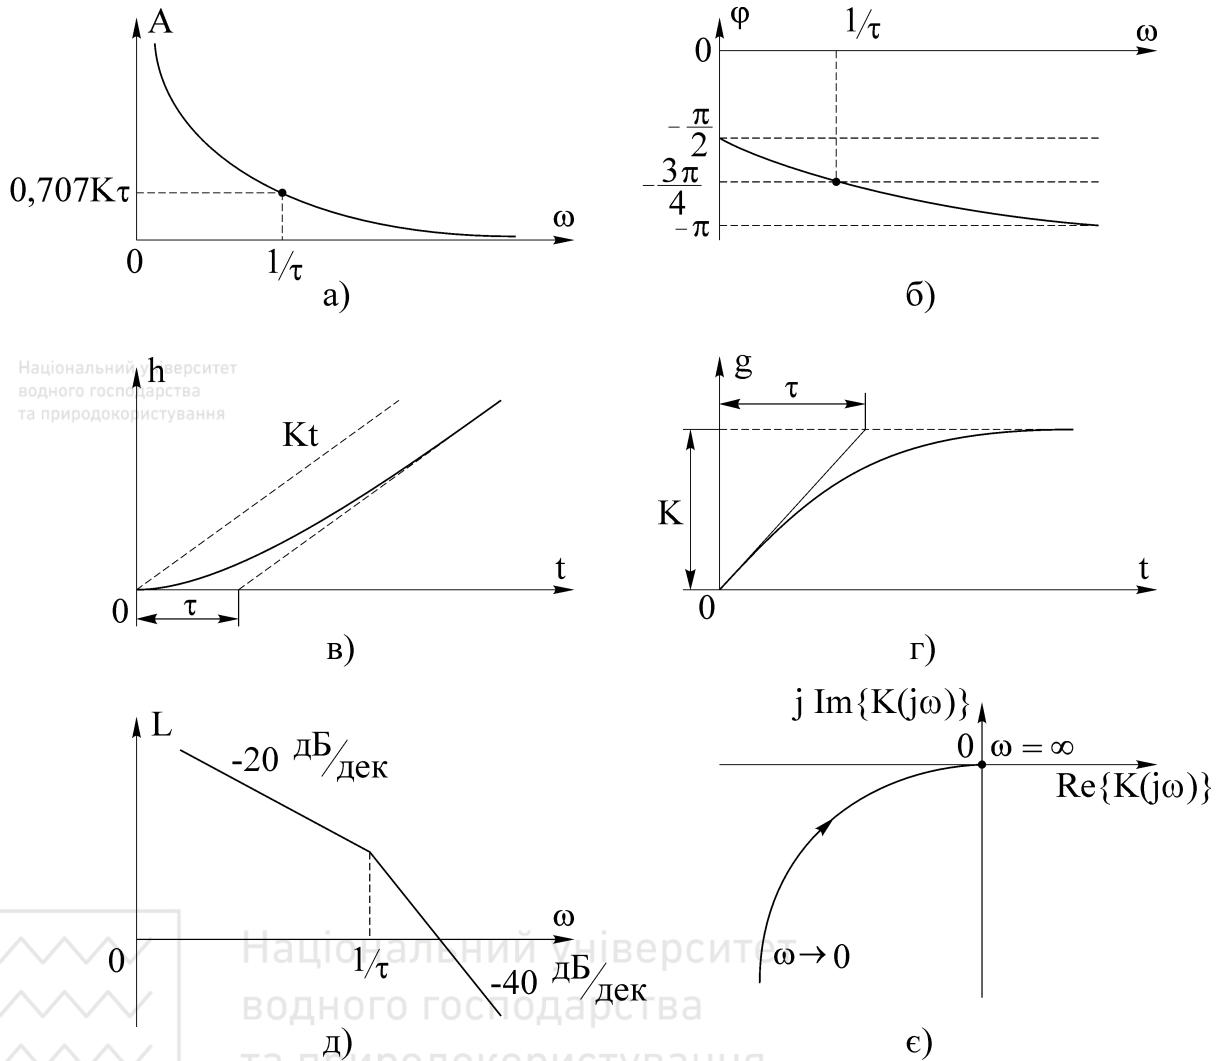 A
0,707Kτ
ω
0
1/τ
а)
φ
1/τ
ω
0
-π/2
-3π/4
-π
б)
Національний університет
водного господарства
та природокористування
h
Kt
t
0
τ
в)
g
τ
K
t
0
г)
L
-20 дБ/дек
ω
0
1/τ
-40 дБ/дек
д)
j Im{K(jω)}
0 ω = ∞
Re{K(jω)}
ω→0
є)
Національний університет
водного господарства
та природокористування